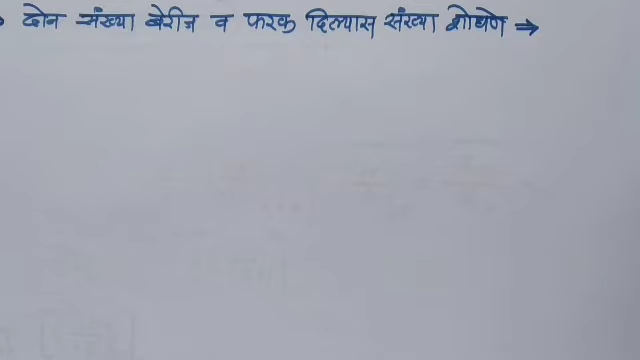 दोन संख्या बेरीज व फरक दिल्यास संख्या शोधणे ⇒